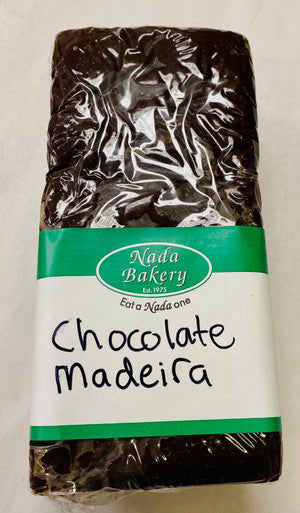 Nada
Bakery
Est. 1975
Eat a Nada one
Chocolate
madeira